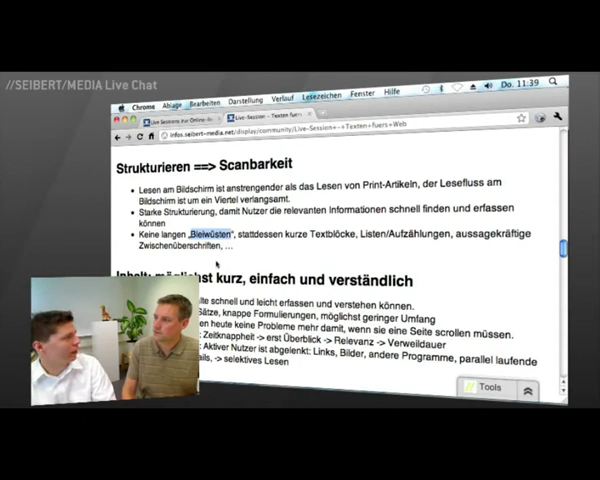 //SEIBERT/MEDIA Live Chat
Chrome Ablage Bearbeiten Darstellung Verlauf Lesezeichen Fenster Hilfe Do. 11:39
Live-Session – Texten fuers Web
infos.seibert-media.net/display/community/Live-Session+-+Texten+fuers+Web
Strukturieren ==> Scanbarkeit
• Lesen am Bildschirm ist anstrengender als das Lesen von Print-Artikeln, der Lesefluss am
Bildschirm ist um ein Viertel verlangsamt.
• Starke Strukturierung, damit Nutzer die relevanten Informationen schnell finden und erfassen
können
• Keine langen „Bleiwüsten“, stattdessen kurze Textblöcke, Listen/Aufzählungen, aussagekräftige
Zwischenüberschriften, ...
Inhalt: möglichst kurz, einfach und verständlich
schnell und leicht erfassen und verstehen können.
Sätze, knappe Formulierungen, möglichst geringer Umfang
heute keine Probleme mehr damit, wenn sie eine Seite scrollen müssen.
: Zeitknappheit -> erst Überblick -> Relevanz -> Verweildauer
: Aktiver Nutzer ist abgelenkt: Links, Bilder, andere Programme, parallel laufende
, -> selektives Lesen
// Tools